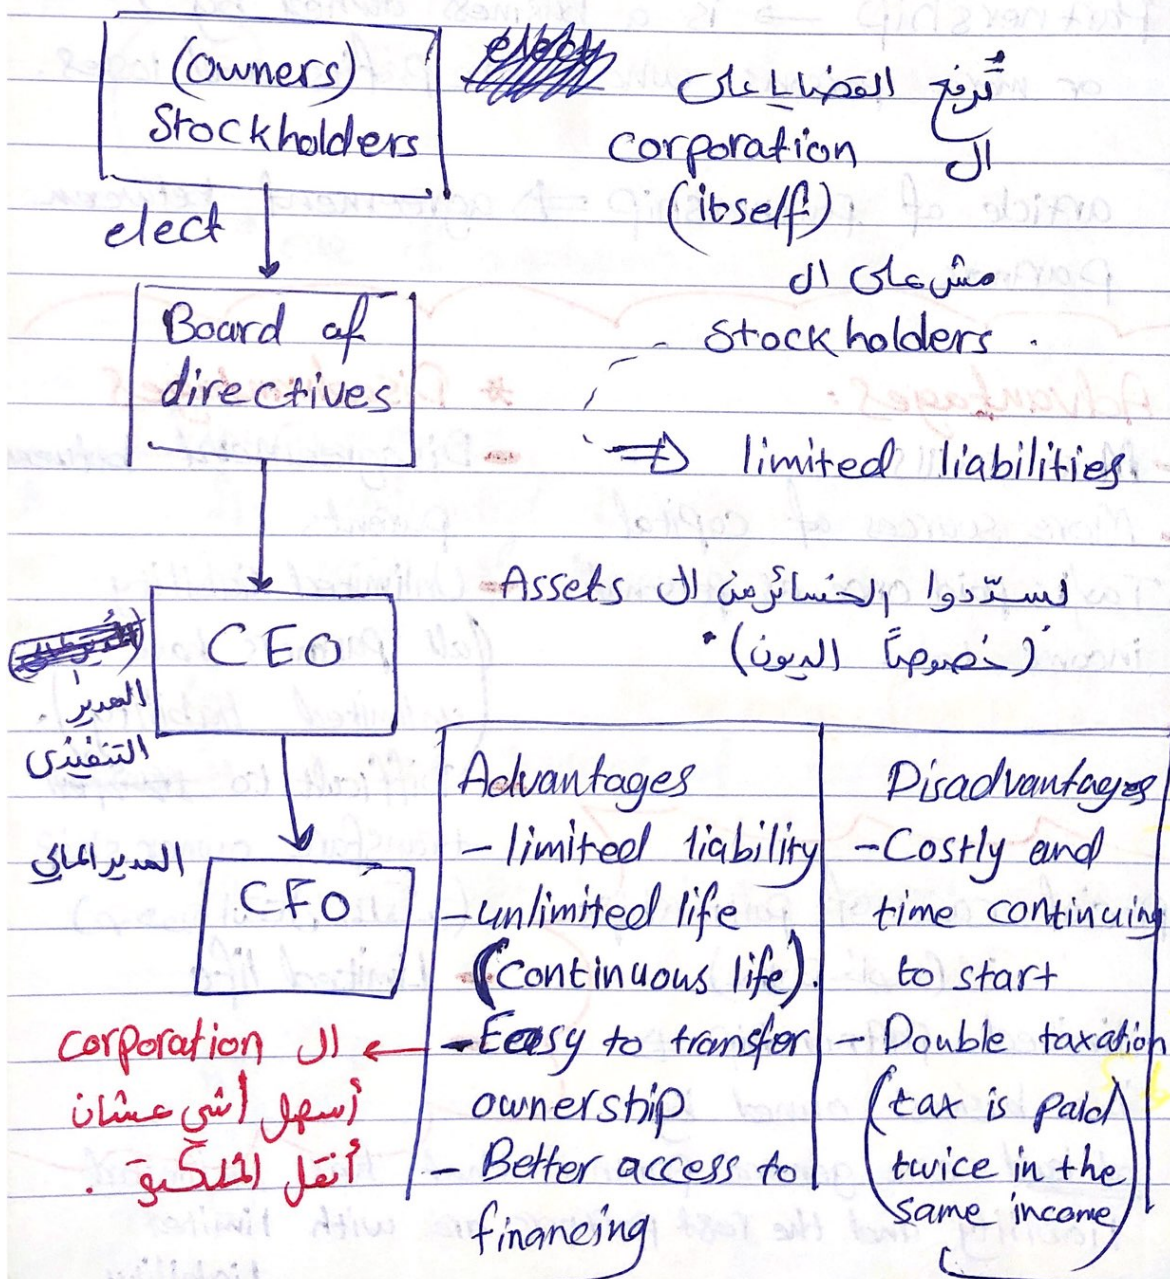 (owners)
Stockholders
elect
Board of
directives
CEO
المدير
التنفيذي
المدير المالي
CFO
تُرفع القضايا على
ال corporation
(itself)
مش على ال
stockholders.
⇒ limited liabilities.
يسدّدوا الخسائر من ال Assets
(خصوصاً الديون).
Advantages
- limited liability
- unlimited life
(continuous life).
- Easy to transfer
ownership
- Better access to
financing
Disadvantages
- Costly and
time continuing
to start
- Double taxation
(tax is paid
twice in the
same income)
ال corporation
أسهل أشي عشان
أنقل الملكية.